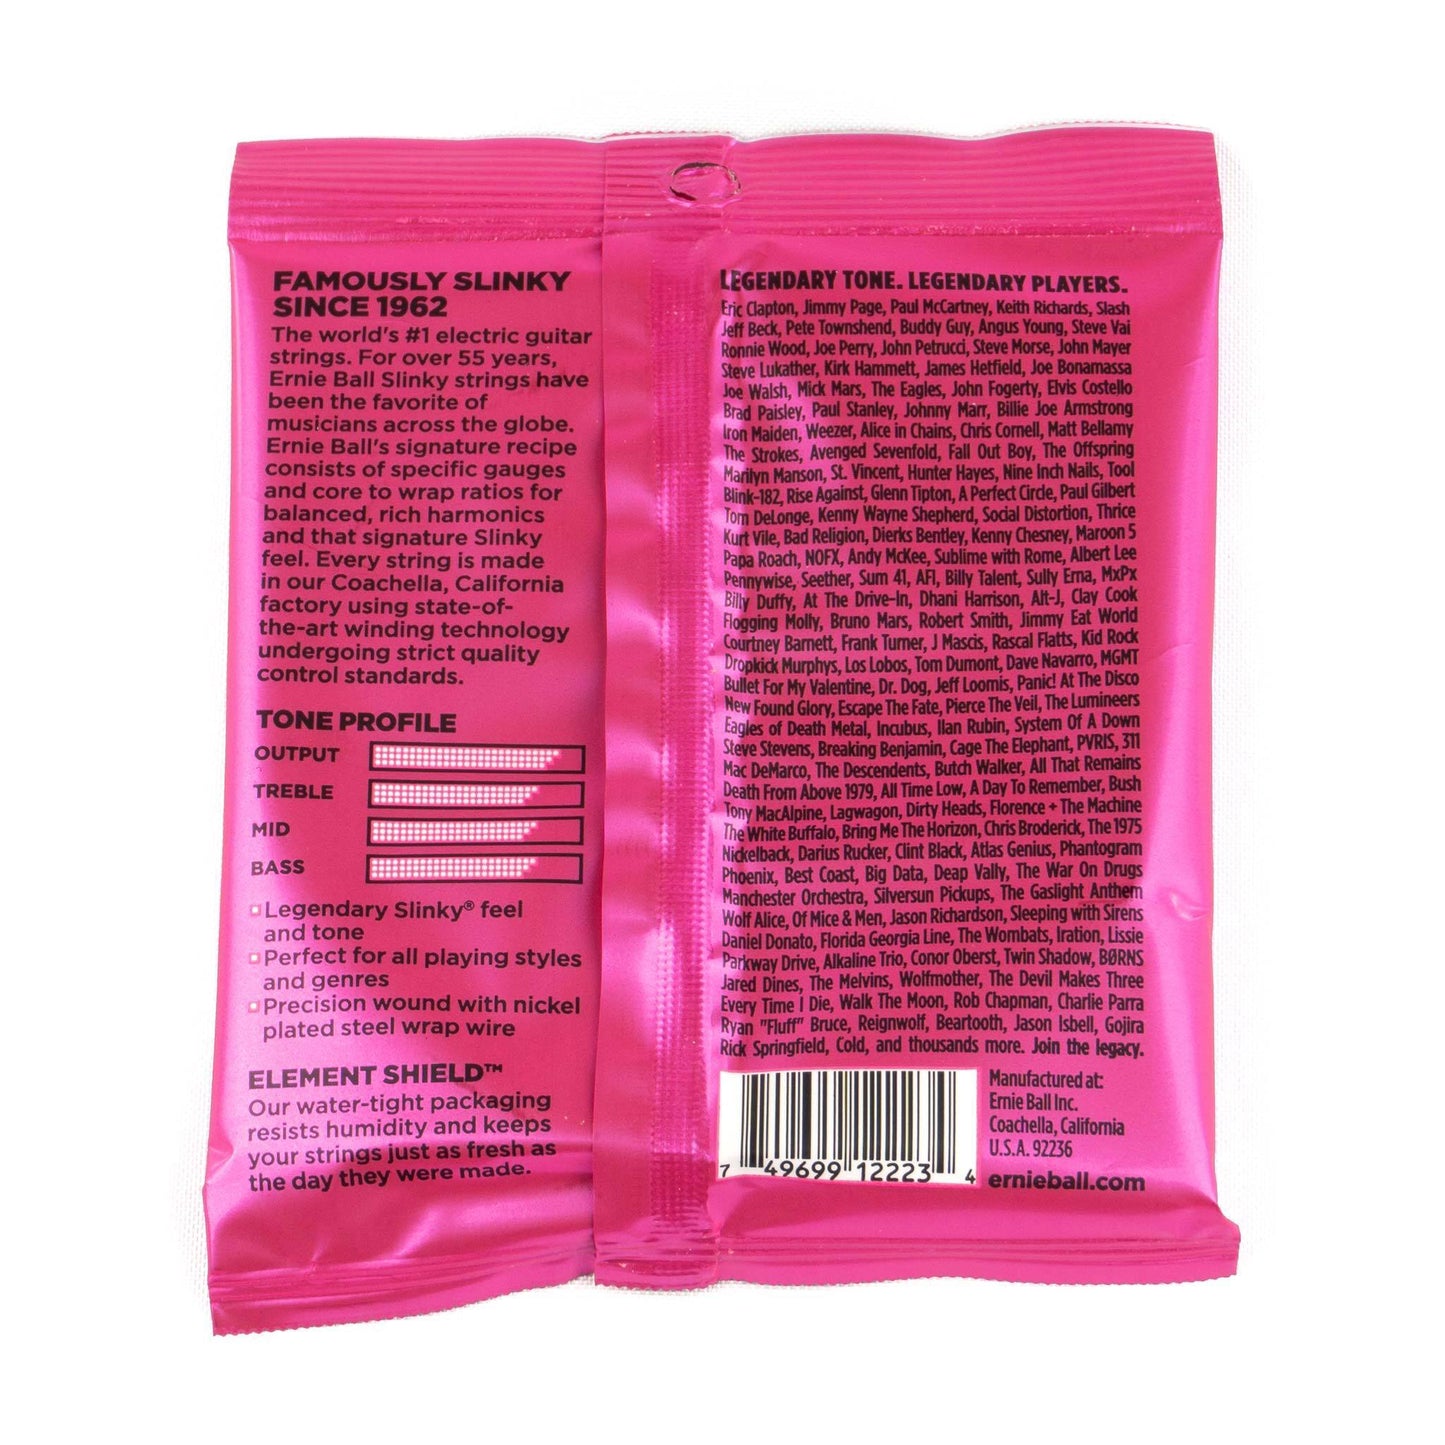 FAMOUSLY SLINKY
SINCE 1962
The world's #1 electric guitar
strings. For over 55 years,
Ernie Ball Slinky strings have
been the favorite of
musicians across the globe.
Ernie Ball's signature recipe
consists of specific gauges
and core to wrap ratios for
balanced, rich harmonics
and that signature Slinky
feel. Every string is made
in our Coachella, California
factory using state-of-
the-art winding technology
undergoing strict quality
control standards.
TONE PROFILE
OUTPUT
TREBLE
MID
BASS
Legendary Slinky® feel
and tone
Perfect for all playing styles
and genres
Precision wound with nickel
plated steel wrap wire
ELEMENT SHIELD™
Our water-tight packaging
resists humidity and keeps
your strings just as fresh as
the day they were made.
LEGENDARY TONE. LEGENDARY PLAYERS.
Eric Clapton, Jimmy Page, Paul McCartney, Keith Richards, Slash
Jeff Beck, Pete Townshend, Buddy Guy, Angus Young, Steve Vai
Ronnie Wood, Joe Perry, John Petrucci, Steve Morse, John Mayer
Steve Lukather, Kirk Hammett, James Hetfield, Joe Bonamassa
Joe Walsh, Mick Mars, The Eagles, John Fogerty, Elvis Costello
Brad Paisley, Paul Stanley, Johnny Marr, Billie Joe Armstrong
Iron Maiden, Weezer, Alice in Chains, Chris Cornell, Matt Bellamy
The Strokes, Avenged Sevenfold, Fall Out Boy, The Offspring
Marilyn Manson, St. Vincent, Hunter Hayes, Nine Inch Nails, Tool
Blink-182, Rise Against, Glenn Tipton, A Perfect Circle, Paul Gilbert
Tom DeLonge, Kenny Wayne Shepherd, Social Distortion, Thrice
Kurt Vile, Bad Religion, Dierks Bentley, Kenny Chesney, Maroon 5
Papa Roach, NOFX, Andy McKee, Sublime with Rome, Albert Lee
Pennywise, Seether, Sum 41, AFI, Billy Talent, Sully Erna, MxPx
Billy Duffy, At The Drive-In, Dhani Harrison, Alt-J, Clay Cook
Flogging Molly, Bruno Mars, Robert Smith, Jimmy Eat World
Courtney Barnett, Frank Turner, J Mascis, Rascal Flatts, Kid Rock
Dropkick Murphys, Los Lobos, Tom Dumont, Dave Navarro, MGMT
Bullet For My Valentine, Dr. Dog, Jeff Loomis, Panic! At The Disco
New Found Glory, Escape The Fate, Pierce The Veil, The Lumineers
Eagles of Death Metal, Incubus, Ilan Rubin, System Of A Down
Steve Stevens, Breaking Benjamin, Cage The Elephant, PVRIS, 311
Mac DeMarco, The Descendents, Butch Walker, All That Remains
Death From Above 1979, All Time Low, A Day To Remember, Bush
Tony MacAlpine, Lagwagon, Dirty Heads, Florence + The Machine
The White Buffalo, Bring Me The Horizon, Chris Broderick, The 1975
Nickelback, Darius Rucker, Clint Black, Atlas Genius, Phantogram
Phoenix, Best Coast, Big Data, Deap Vally, The War On Drugs
Manchester Orchestra, Silversun Pickups, The Gaslight Anthem
Wolf Alice, Of Mice & Men, Jason Richardson, Sleeping with Sirens
Daniel Donato, Florida Georgia Line, The Wombats, Iration, Lissie
Parkway Drive, Alkaline Trio, Conor Oberst, Twin Shadow, BØRNS
Jared Dines, The Melvins, Wolfmother, The Devil Makes Three
Every Time I Die, Walk The Moon, Rob Chapman, Charlie Parra
Ryan "Fluff" Bruce, Reignwolf, Beartooth, Jason Isbell, Gojira
Rick Springfield, Cold, and thousands more. Join the legacy.
7 49699 12223 4
Manufactured at:
Ernie Ball Inc.
Coachella, California
U.S.A. 92236
ernieball.com